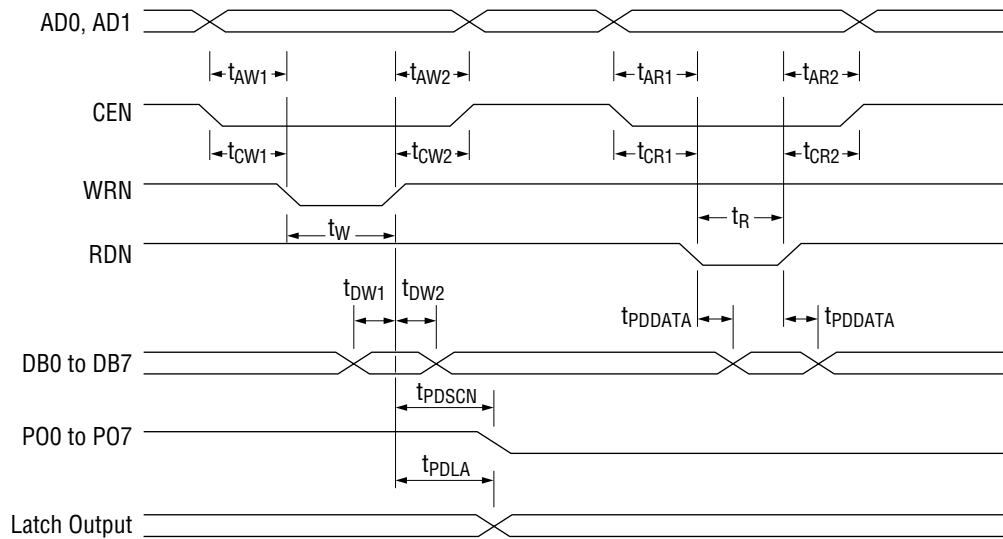 AD0, AD1
tAW1 tAW2 tAR1 tAR2
CEN
tCW1 tCW2 tCR1 tCR2
WRN
tW tR
RDN
tDW1 tDW2 tPDDATA tPDDATA
DB0 to DB7
tPDSCN
PO0 to PO7
tPDLA
Latch Output